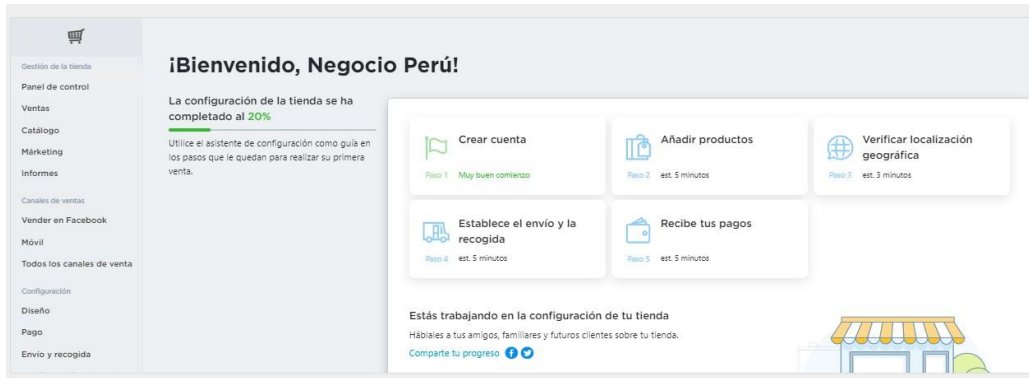 Gestión de la tienda
Panel de control
Ventas
Catálogo
Márketing
Informes
Canales de ventas
Vender en Facebook
Móvil
Todos los canales de venta
Configuración
Diseño
Pago
Envío y recogida
¡Bienvenido, Negocio Perú!
La configuración de la tienda se ha
completado al 20%
Utilice el asistente de configuración como guía en
los pasos que le quedan para realizar su primera
venta.
Crear cuenta
Paso 1 Muy buen comienzo
Añadir productos
Paso 2 est. 5 minutos
Verificar localización
geográfica
Paso 3 est. 3 minutos
Establece el envío y la
recogida
Paso 4 est. 5 minutos
Recibe tus pagos
Paso 5 est. 5 minutos
Estás trabajando en la configuración de tu tienda
Háblales a tus amigos, familiares y futuros clientes sobre tu tienda.
Comparte tu progreso